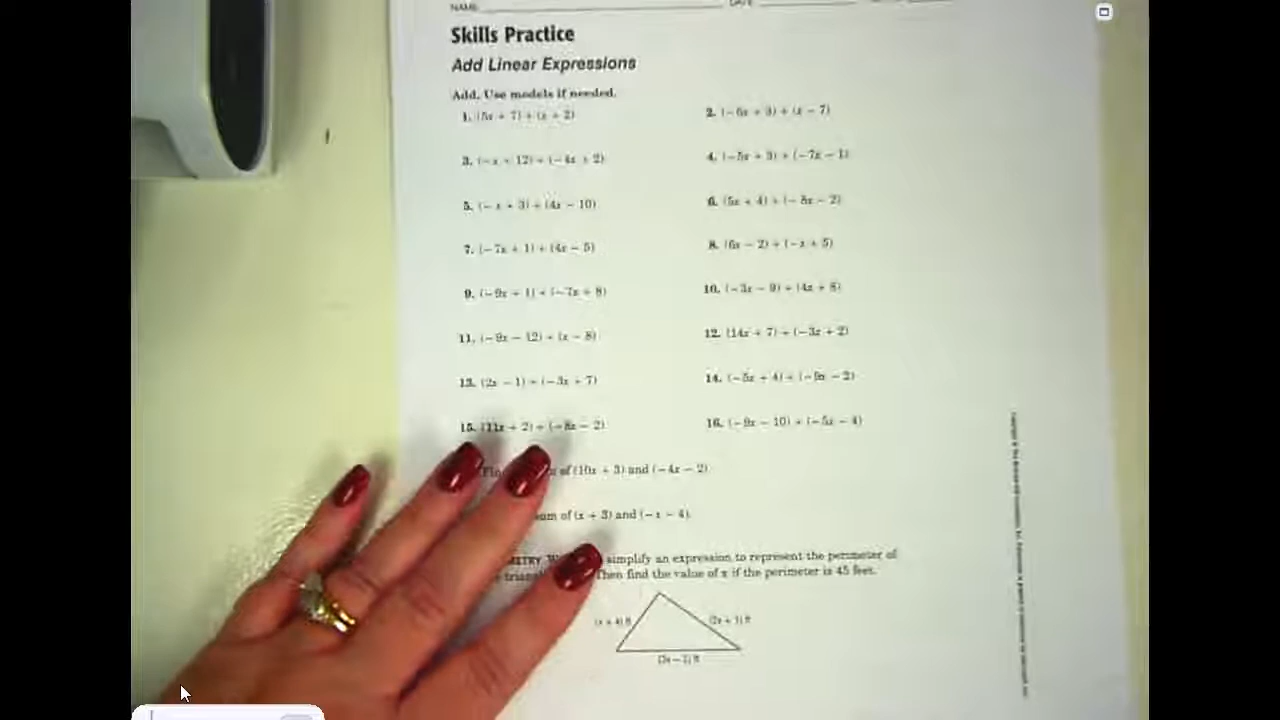 NAME DATE
Skills Practice
Add Linear Expressions
Add. Use models if needed.
1. (5x + 7) + (x + 2) 2. (−6x + 3) + (x − 7)
3. (−x + 12) + (−4x + 2) 4. (−5x + 3) + (−7x − 1)
5. (−x + 3) + (4x − 10) 6. (5x + 4) + (−8x − 2)
7. (−7x + 1) + (4x − 5) 8. (6x − 2) + (−x + 5)
9. (−9x + 1) + (−7x + 8) 10. (−3x − 9) + (4x + 8)
11. (−9x − 12) + (x − 8) 12. (14x + 7) + (−3x + 2)
13. (2x − 1) + (−3x + 7) 14. (−5x + 4) + (−9x − 2)
15. (11x + 2) + (−8x − 2) 16. (−9x − 10) + (−5x − 4)
of (10x + 3) and (−4x − 2).
sum of (x + 3) and (−x − 4).
simplify an expression to represent the perimeter of
Then find the value of x if the perimeter is 45 feet.
(x + 4) ft